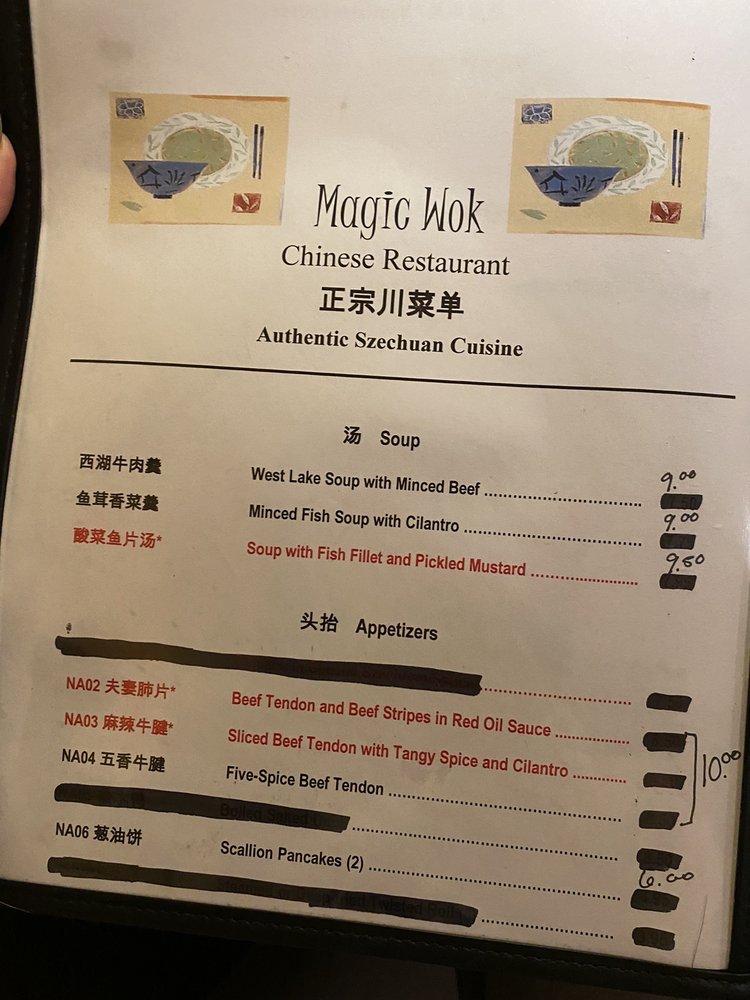 Magic Wok
Chinese Restaurant
正宗川菜单
Authentic Szechuan Cuisine
汤 Soup
西湖牛肉羹 West Lake Soup with Minced Beef 9.00
鱼茸香菜羹 Minced Fish Soup with Cilantro 9.00
酸菜鱼片汤* Soup with Fish Fillet and Pickled Mustard 9.50
头抬 Appetizers
NA02 夫妻肺片* Beef Tendon and Beef Stripes in Red Oil Sauce
NA03 麻辣牛腱* Sliced Beef Tendon with Tangy Spice and Cilantro 10.00
NA04 五香牛腱 Five-Spice Beef Tendon
Boiled Salted
NA06 葱油饼 Scallion Pancakes (2) 6.00
and Twisted Rolls